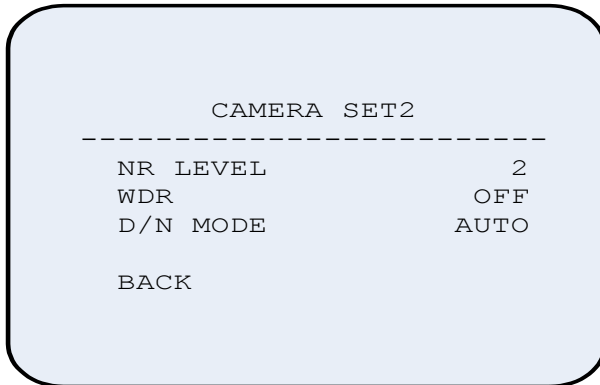 CAMERA SET2
-------------------------
NR LEVEL 2
WDR OFF
D/N MODE AUTO
BACK